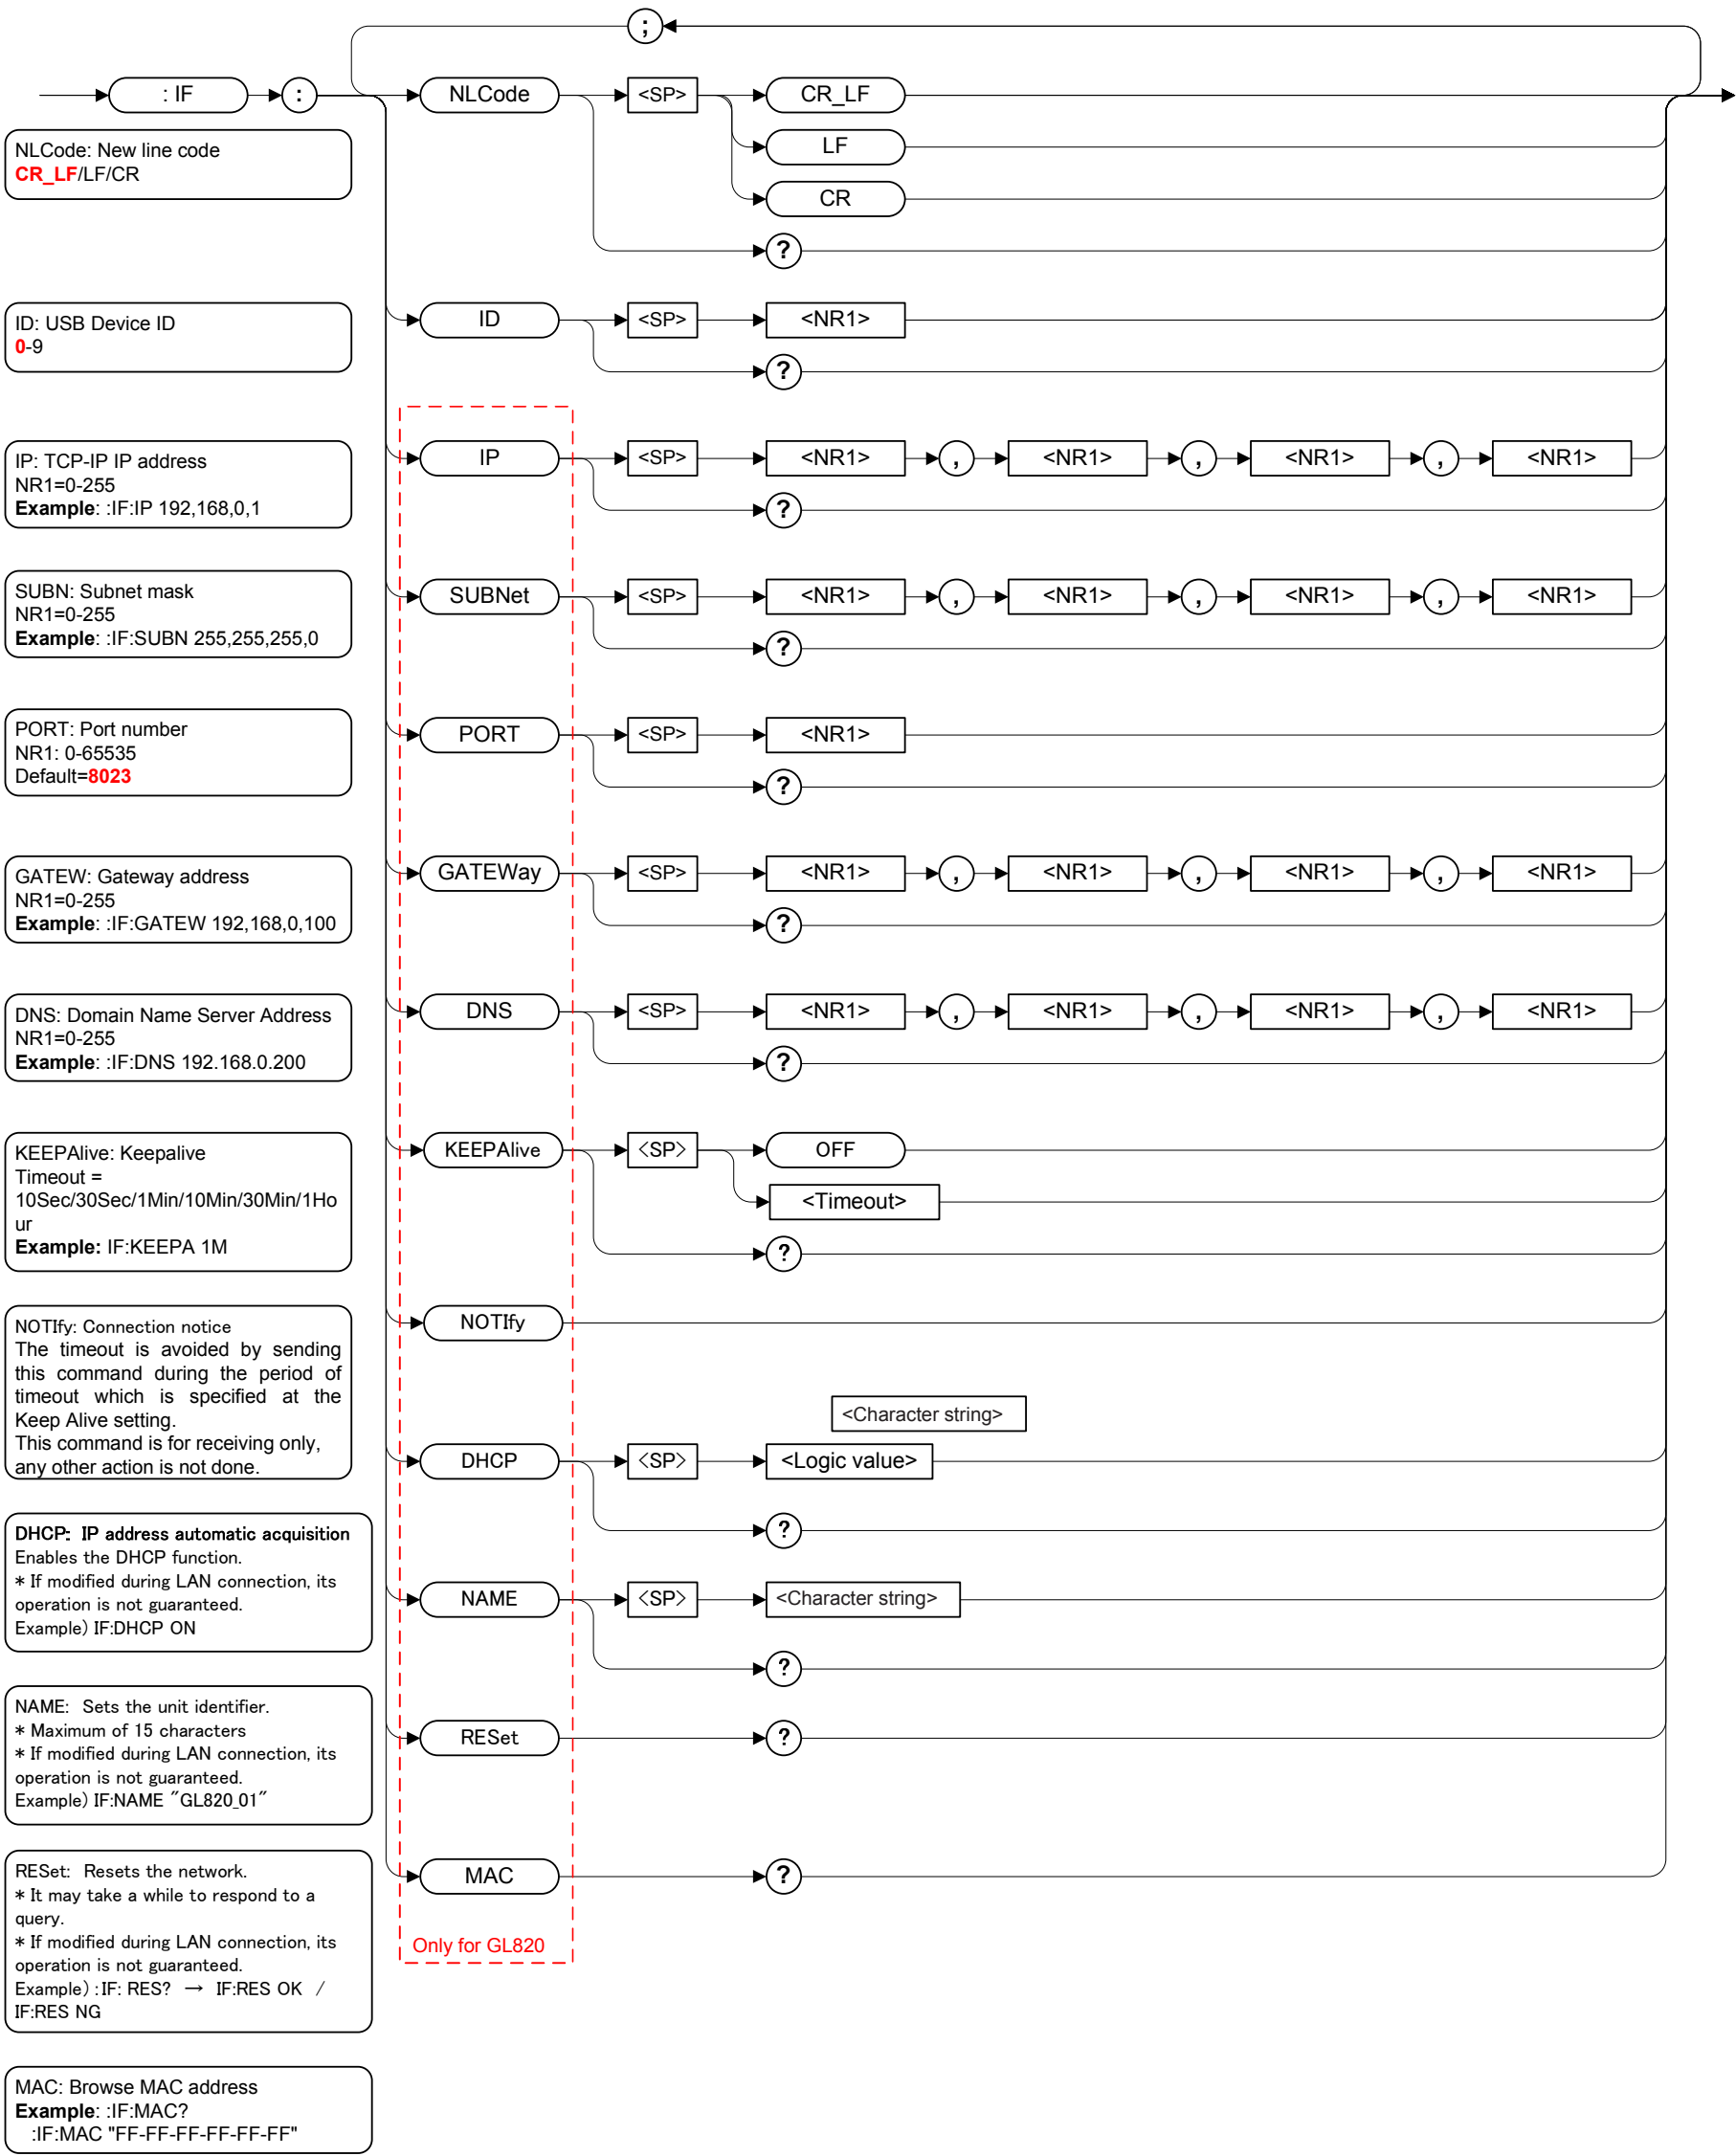 ;
: IF : NLCode <SP> CR_LF
LF
CR
?
NLCode: New line code
CR_LF/LF/CR
ID <SP> <NR1>
?
ID: USB Device ID
0-9
IP <SP> <NR1> , <NR1> , <NR1> , <NR1>
?
IP: TCP-IP IP address
NR1=0-255
Example: :IF:IP 192,168,0,1
SUBNet <SP> <NR1> , <NR1> , <NR1> , <NR1>
?
SUBN: Subnet mask
NR1=0-255
Example: :IF:SUBN 255,255,255,0
PORT <SP> <NR1>
?
PORT: Port number
NR1: 0-65535
Default=8023
GATEWay <SP> <NR1> , <NR1> , <NR1> , <NR1>
?
GATEW: Gateway address
NR1=0-255
Example: :IF:GATEW 192,168,0,100
DNS <SP> <NR1> , <NR1> , <NR1> , <NR1>
?
DNS: Domain Name Server Address
NR1=0-255
Example: :IF:DNS 192.168.0.200
KEEPAlive <SP> OFF
<Timeout>
?
KEEPAlive: Keepalive
Timeout =
10Sec/30Sec/1Min/10Min/30Min/1Ho
ur
Example: IF:KEEPA 1M
NOTIfy
NOTIfy: Connection notice
The timeout is avoided by sending
this command during the period of
timeout which is specified at the
Keep Alive setting.
This command is for receiving only,
any other action is not done.
<Character string>
DHCP <SP> <Logic value>
?
DHCP: IP address automatic acquisition
Enables the DHCP function.
* If modified during LAN connection, its
operation is not guaranteed.
Example) IF:DHCP ON
NAME <SP> <Character string>
?
NAME: Sets the unit identifier.
* Maximum of 15 characters
* If modified during LAN connection, its
operation is not guaranteed.
Example) IF:NAME "GL820_01"
RESet ?
RESet: Resets the network.
* It may take a while to respond to a
query.
* If modified during LAN connection, its
operation is not guaranteed.
Example) :IF: RES? → IF:RES OK /
IF:RES NG
MAC ?
Only for GL820
MAC: Browse MAC address
Example: :IF:MAC?
:IF:MAC "FF-FF-FF-FF-FF-FF"